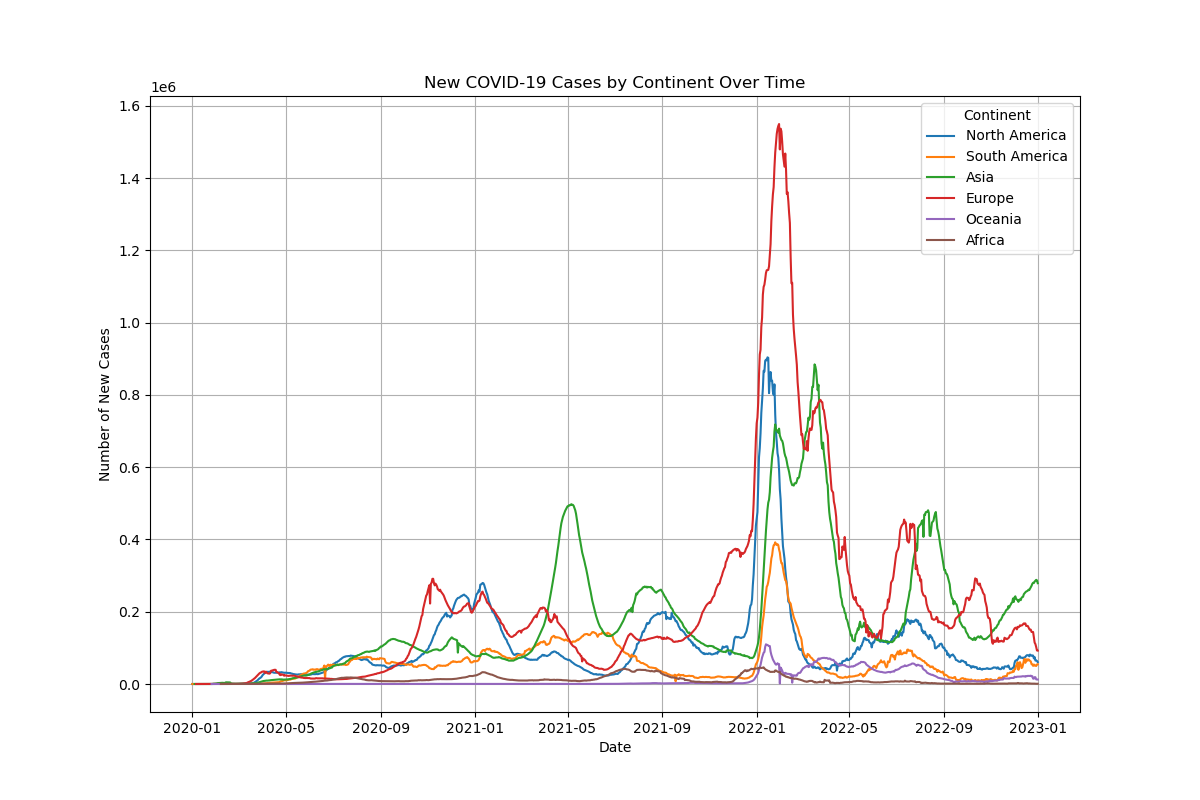 New COVID-19 Cases by Continent Over Time
1e6
1.6
1.4
1.2
1.0
0.8
0.6
0.4
0.2
0.0
Number of New Cases
Continent
North America
South America
Asia
Europe
Oceania
Africa
2020-01 2020-05 2020-09 2021-01 2021-05 2021-09 2022-01 2022-05 2022-09 2023-01
Date